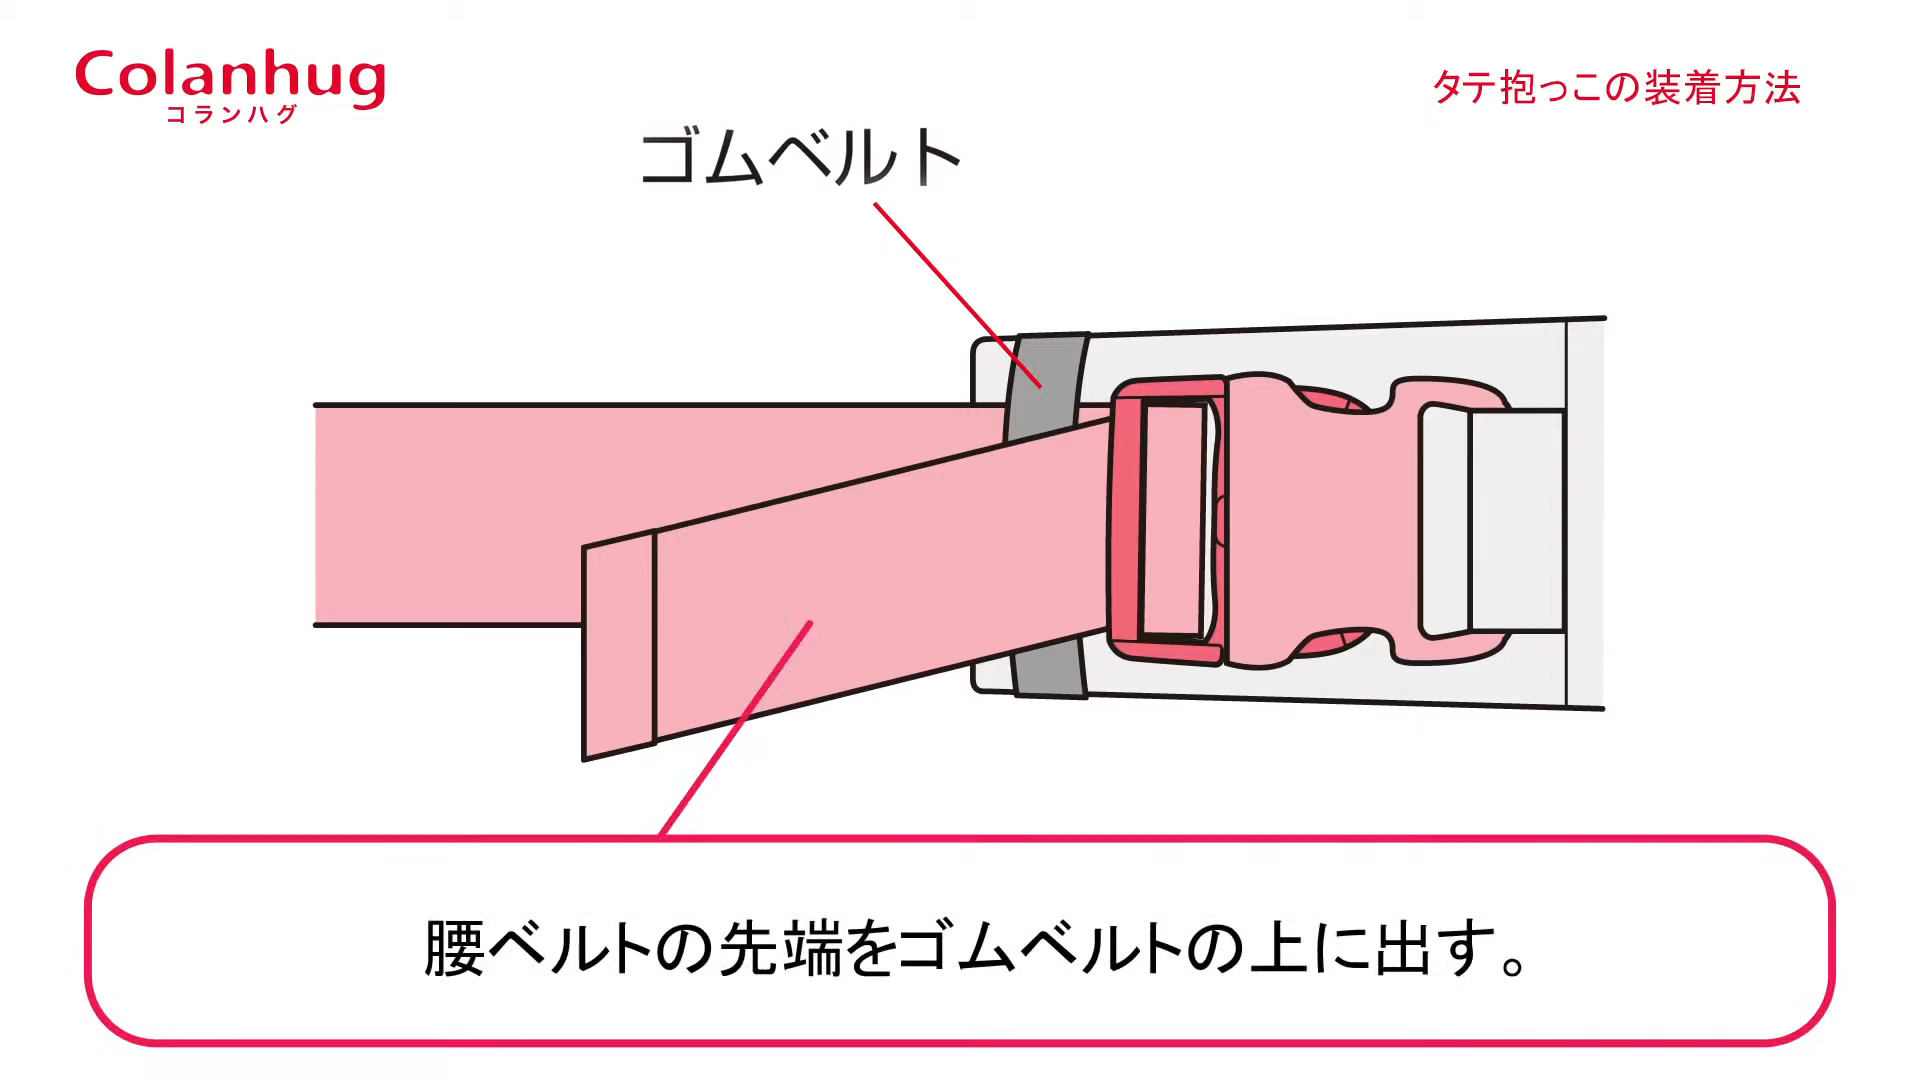 Colanhug
コランハグ
タテ抱っこの装着方法
ゴムベルト
腰ベルトの先端をゴムベルトの上に出す。